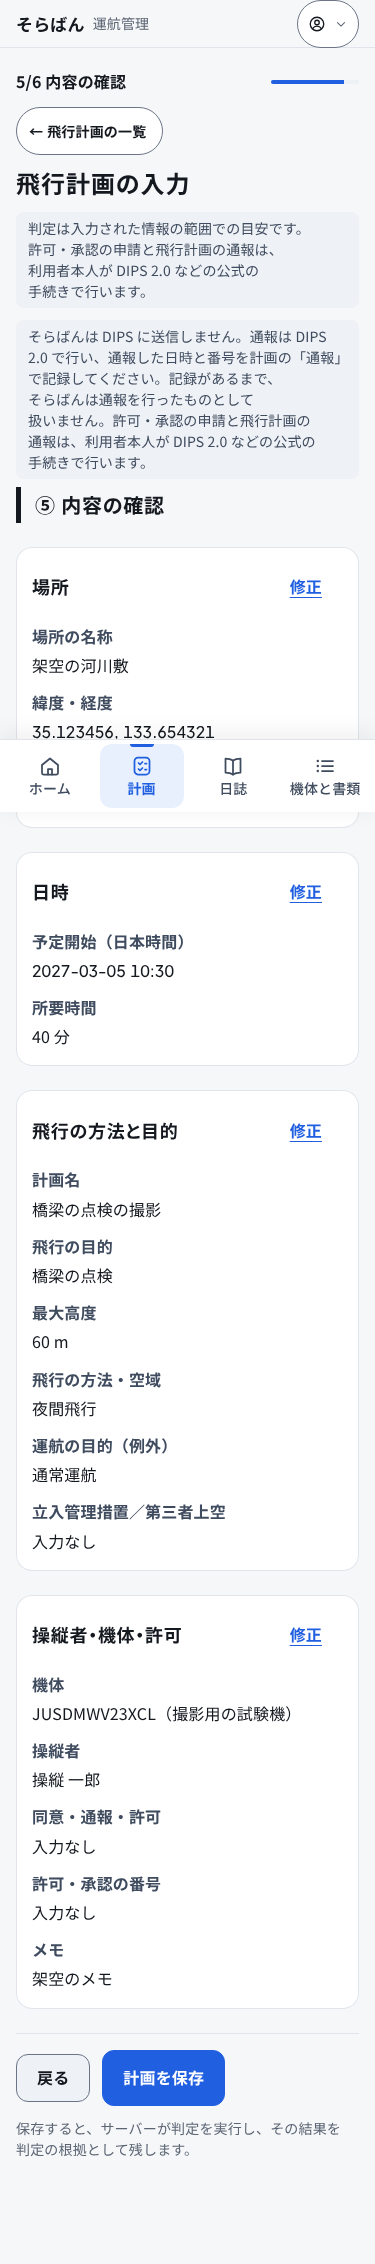 そらばん 運航管理
5/6 内容の確認
← 飛行計画の一覧
飛行計画の入力
判定は入力された情報の範囲での目安です。
許可・承認の申請と飛行計画の通報は、
利用者本人が DIPS 2.0 などの公式の
手続きで行います。
そらばんは DIPS に送信しません。通報は DIPS
2.0 で行い、通報した日時と番号を計画の「通報」
で記録してください。記録があるまで、
そらばんは通報を行ったものとして
扱いません。許可・承認の申請と飛行計画の
通報は、利用者本人が DIPS 2.0 などの公式の
手続きで行います。
⑤ 内容の確認
場所 修正
場所の名称
架空の河川敷
緯度・経度
35.123456, 133.654321
ホーム 計画 日誌 機体と書類
日時 修正
予定開始（日本時間）
2027-03-05 10:30
所要時間
40 分
飛行の方法と目的 修正
計画名
橋梁の点検の撮影
飛行の目的
橋梁の点検
最大高度
60 m
飛行の方法・空域
夜間飛行
運航の目的（例外）
通常運航
立入管理措置／第三者上空
入力なし
操縦者・機体・許可 修正
機体
JUSDMWV23XCL（撮影用の試験機）
操縦者
操縦 一郎
同意・通報・許可
入力なし
許可・承認の番号
入力なし
メモ
架空のメモ
戻る 計画を保存
保存すると、サーバーが判定を実行し、その結果を
判定の根拠として残します。